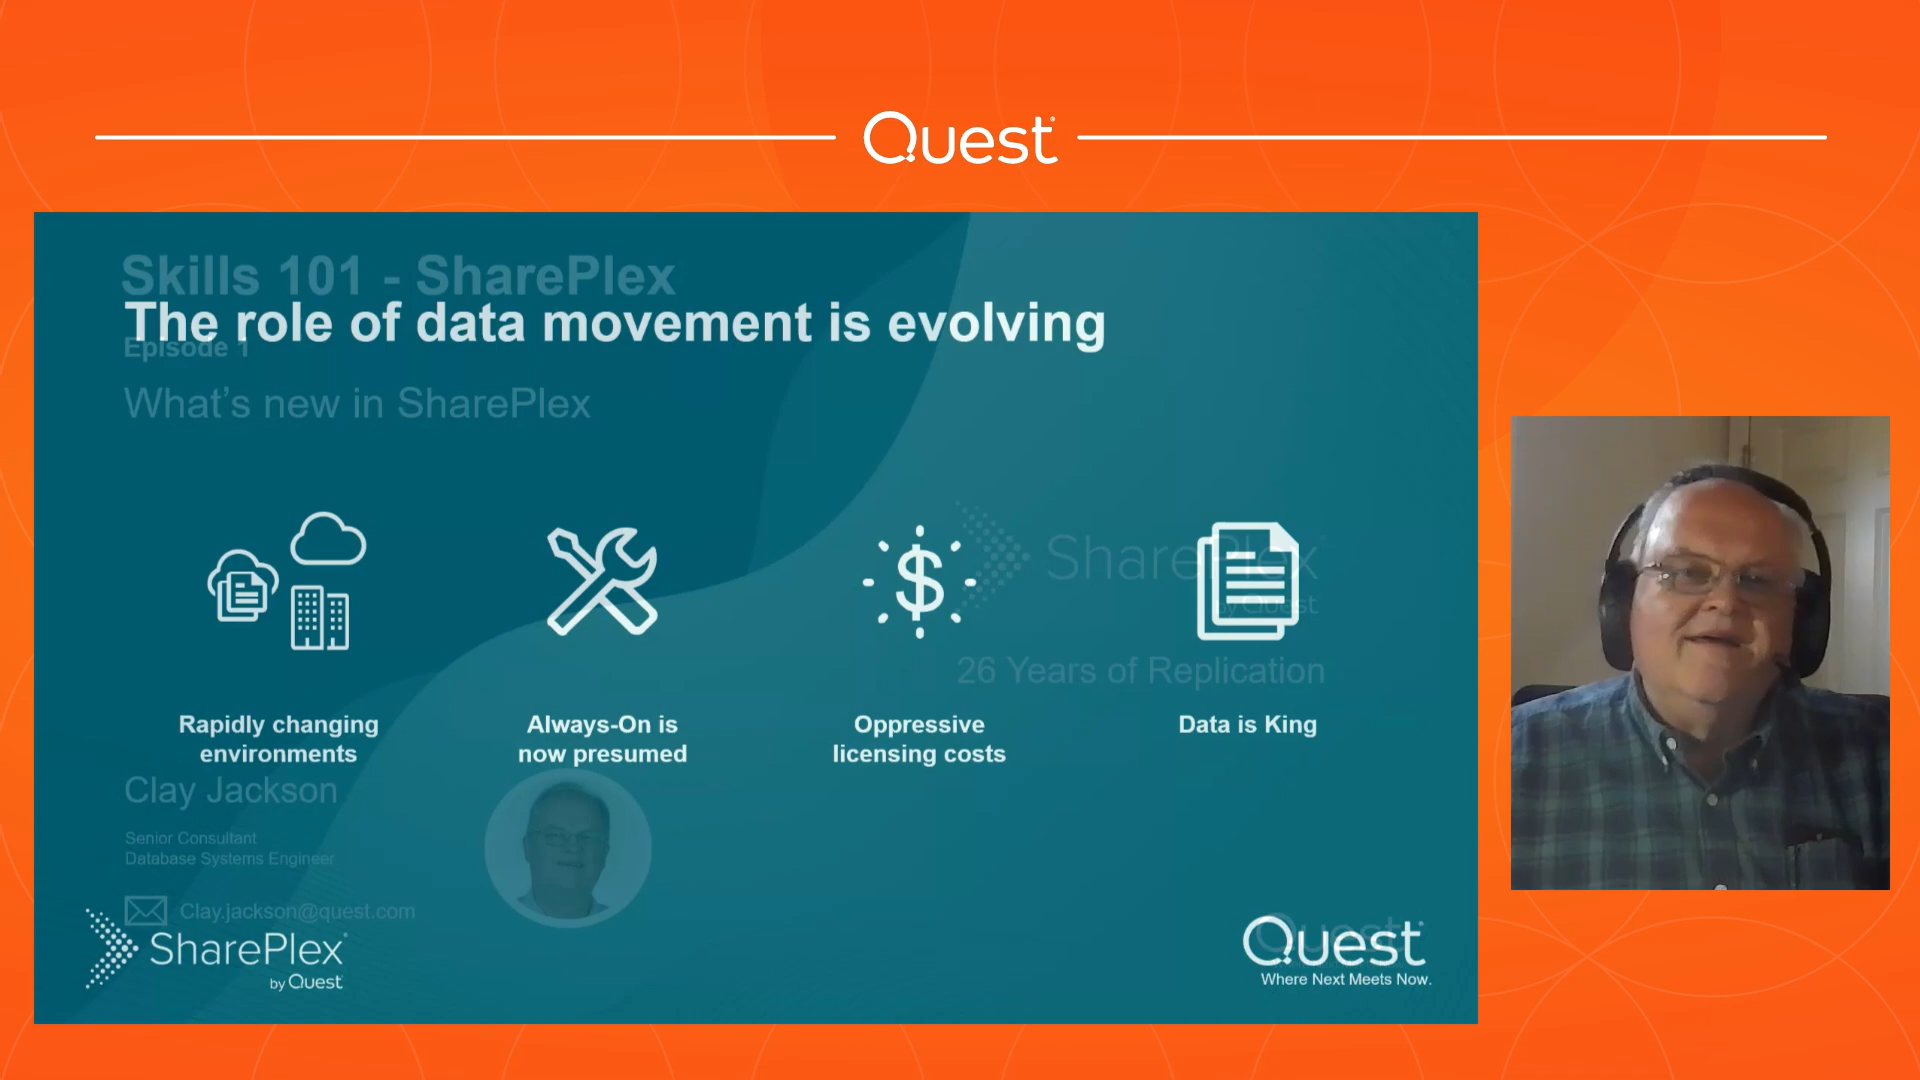 Quest
Skills 101 - SharePlex
The role of data movement is evolving
Episode 1
What's new in SharePlex
SharePlex
by Quest
26 Years of Replication
Rapidly changing
environments
Always-On is
now presumed
Oppressive
licensing costs
Data is King
Clay Jackson
Senior Consultant
Database Systems Engineer
Clay.jackson@quest.com
SharePlex
by Quest
Quest
Where Next Meets Now.